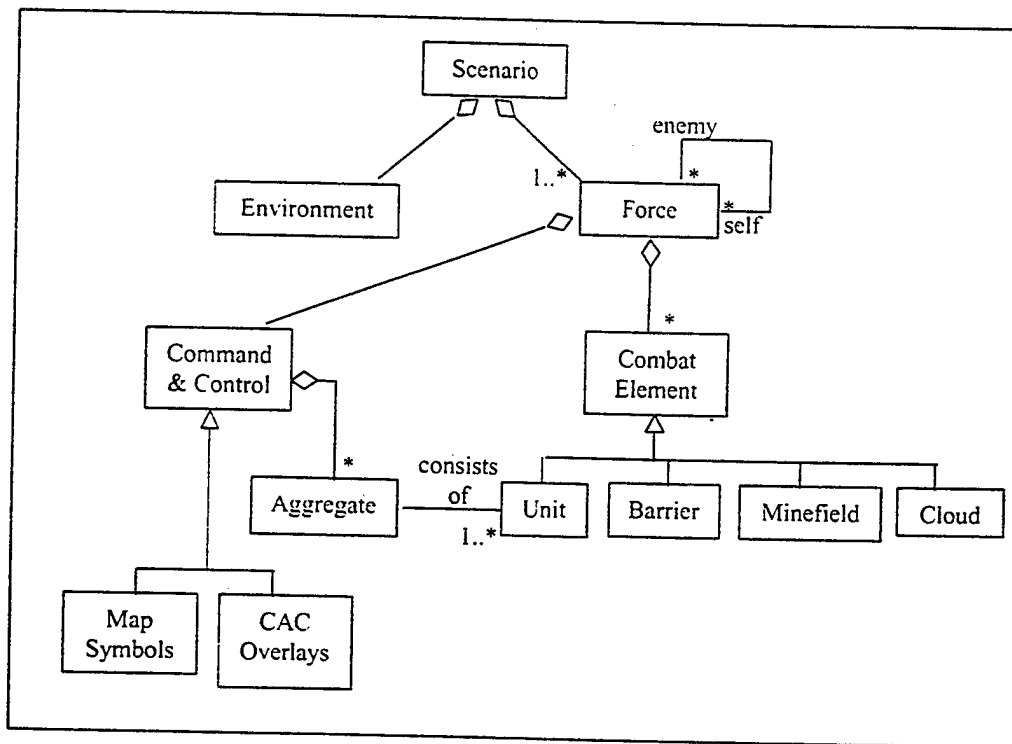 Scenario
enemy
1..*
*
Environment
Force
*
self
*
Command
& Control
Combat
Element
*
consists
of
Aggregate
Unit
Barrier
Minefield
Cloud
1..*
Map
Symbols
CAC
Overlays